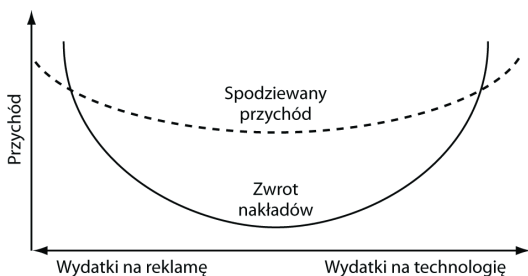 Przychód
Spodziewany
przychód
Zwrot
nakładów
Wydatki na reklamę
Wydatki na technologię